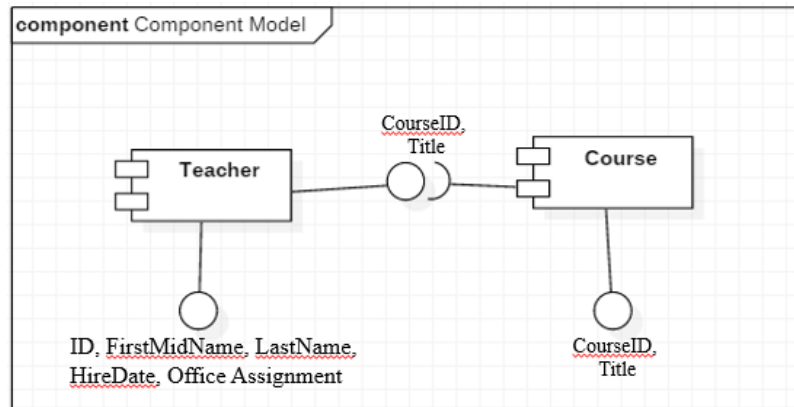 component Component Model
CourseID,
Title
Teacher
Course
ID, FirstMidName, LastName,
HireDate, Office Assignment
CourseID,
Title